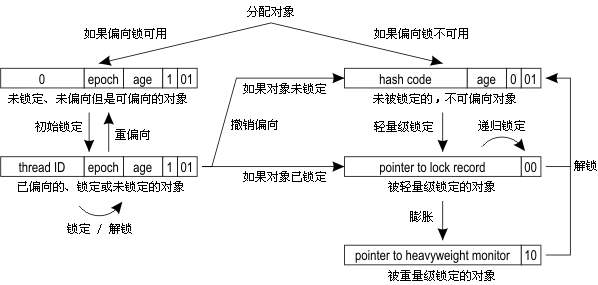 分配对象
如果偏向锁可用
如果偏向锁不可用
0 epoch age 1 01
未锁定、未偏向但是可偏向的对象
hash code age 0 01
未被锁定的，不可偏向对象
如果对象未锁定
初始锁定
重偏向
撤销偏向
轻量级锁定
递归锁定
thread ID epoch age 1 01
已偏向的、锁定或未锁定的对象
如果对象已锁定
pointer to lock record 00
被轻量级锁定的对象
解锁
锁定 / 解锁
膨胀
pointer to heavyweight monitor 10
被重量级锁定的对象